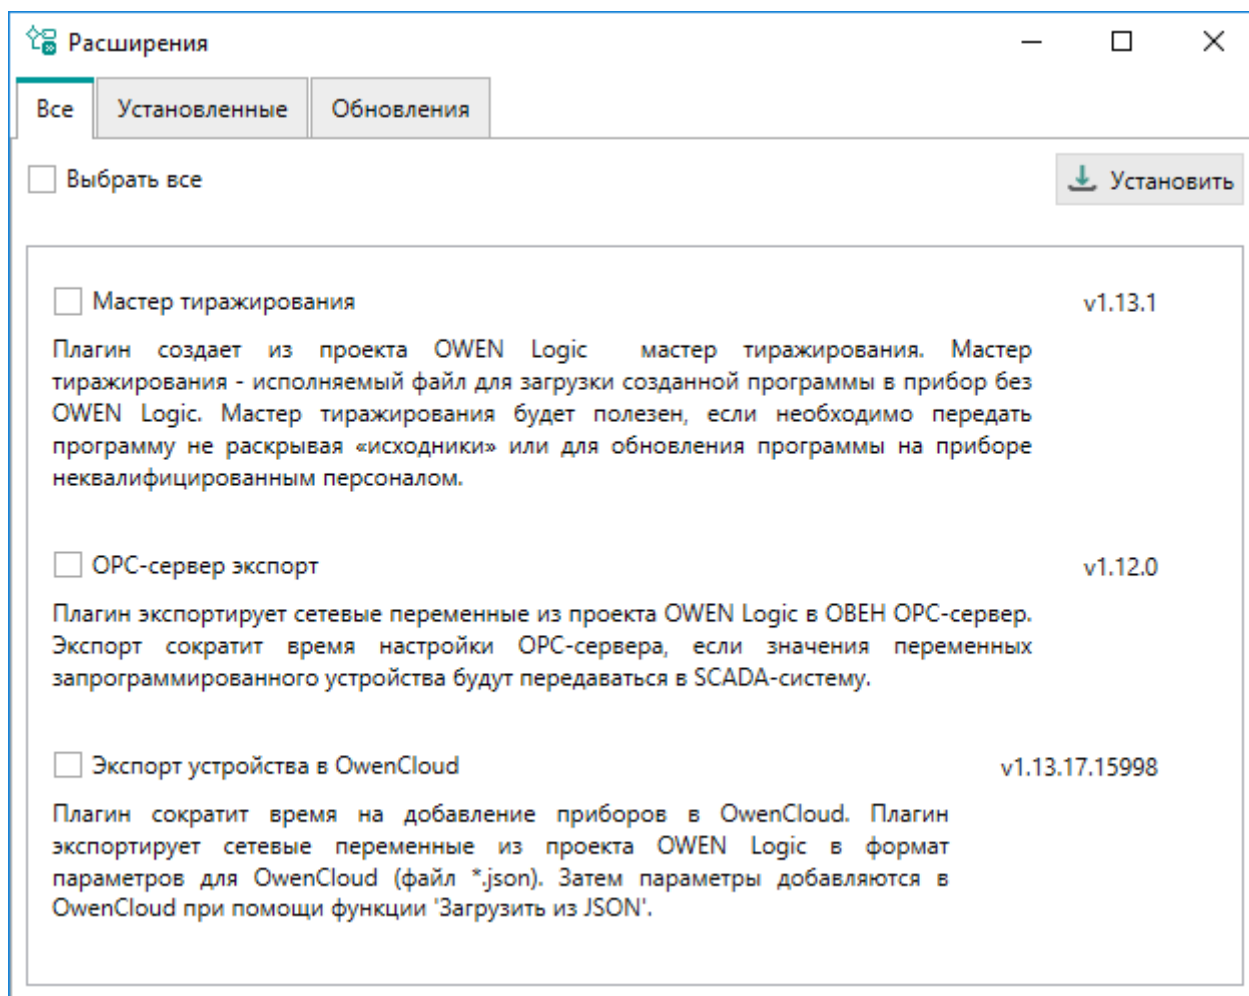 Расширения
Все Установленные Обновления
Выбрать все Установить
Мастер тиражирования v1.13.1
Плагин создает из проекта OWEN Logic мастер тиражирования. Мастер
тиражирования - исполняемый файл для загрузки созданной программы в прибор без
OWEN Logic. Мастер тиражирования будет полезен, если необходимо передать
программу не раскрывая «исходники» или для обновления программы на приборе
неквалифицированным персоналом.
OPC-сервер экспорт v1.12.0
Плагин экспортирует сетевые переменные из проекта OWEN Logic в ОВЕН OPC-сервер.
Экспорт сократит время настройки OPC-сервера, если значения переменных
запрограммированного устройства будут передаваться в SCADA-систему.
Экспорт устройства в OwenCloud v1.13.17.15998
Плагин сократит время на добавление приборов в OwenCloud. Плагин
экспортирует сетевые переменные из проекта OWEN Logic в формат
параметров для OwenCloud (файл *.json). Затем параметры добавляются в
OwenCloud при помощи функции 'Загрузить из JSON'.